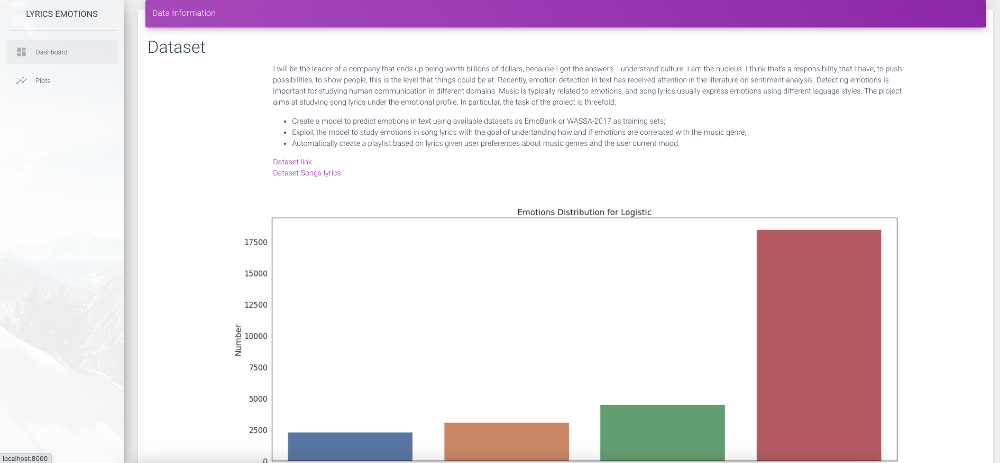 LYRICS EMOTIONS
Dashboard
Plots
Data Information
Dataset
I will be the leader of a company that ends up being worth billions of dollars, because I got the answers. I understand culture. I am the nucleus. I think that's a responsibility that I have, to push
possibilities, to show people, this is the level that things could be at. Recently, emotion detection in text has received attention in the literature on sentiment analysis. Detecting emotions is
important for studying human communication in different domains. Music is typically related to emotions, and song lyrics usually express emotions using different laguage styles. The project
aims at studying song lyrics under the emotional profile. In particular, the task of the project is threefold:
• Create a model to predict emotions in text using available datasets as EmoBank or WASSA-2017 as training sets;
• Exploit the model to study emotions in song lyrics with the goal of undertanding how and if emotions are correlated with the music genre;
• Automatically create a playlist based on lyrics given user preferences about music genres and the user current mood.
Dataset link
Dataset Songs lyrics
Emotions Distribution for Logistic
17500
15000
12500
10000
7500
5000
2500
0
Number
localhost:8000